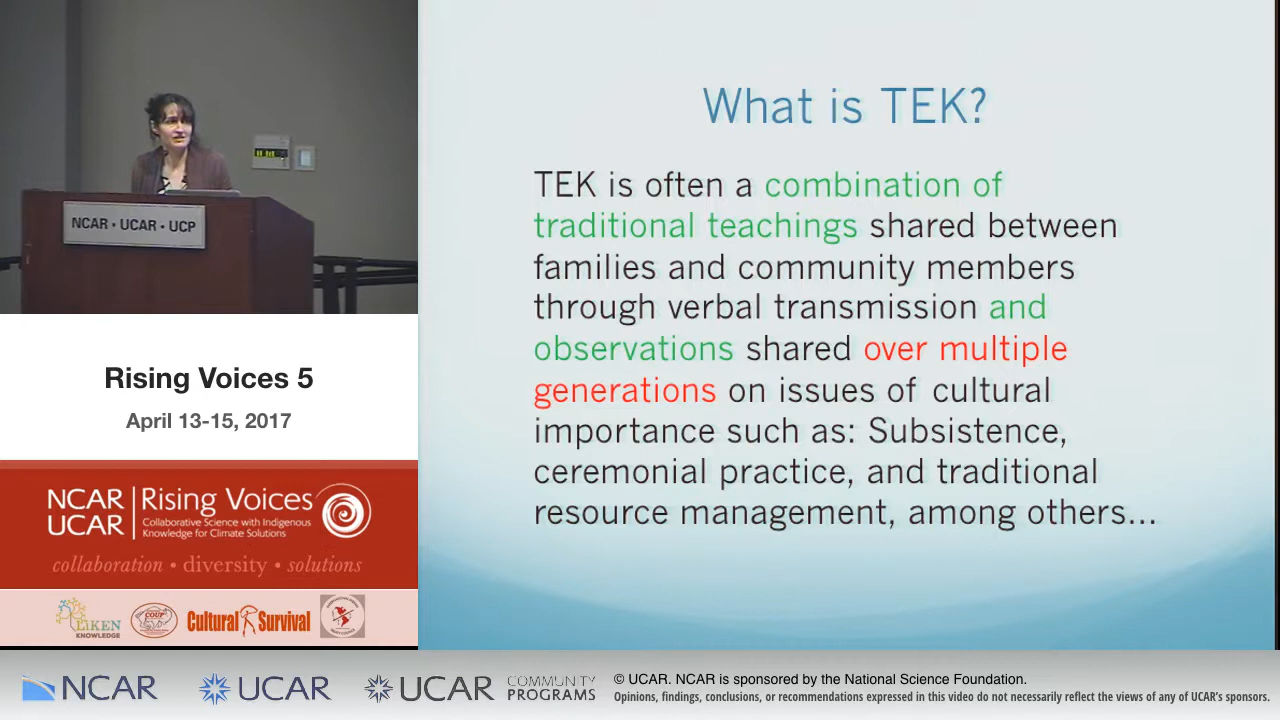 What is TEK?
TEK is often a combination of
traditional teachings shared between
families and community members
through verbal transmission and
observations shared over multiple
generations on issues of cultural
importance such as: Subsistence,
ceremonial practice, and traditional
resource management, among others...
NCAR • UCAR • UCP
Rising Voices 5
April 13-15, 2017
NCAR
UCAR
Rising Voices
Collaborative Science with Indigenous
Knowledge for Climate Solutions
collaboration • diversity • solutions
LiKEN
KNOWLEDGE
Cultural Survival
NCAR
UCAR
UCAR
COMMUNITY
PROGRAMS
© UCAR. NCAR is sponsored by the National Science Foundation.
Opinions, findings, conclusions, or recommendations expressed in this video do not necessarily reflect the views of any of UCAR's sponsors.